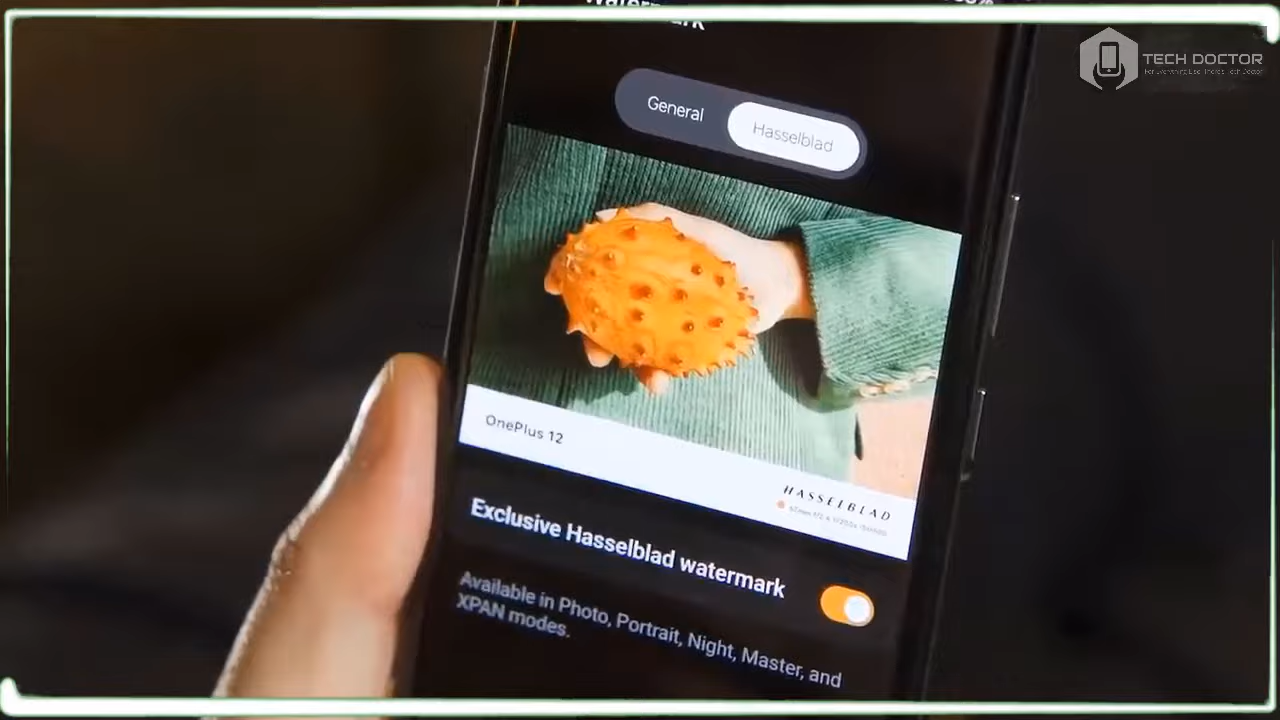 Watermark
TECH DOCTOR
General
Hasselblad
OnePlus 12
HASSELBLAD
Exclusive Hasselblad watermark
Available in Photo, Portrait, Night, Master, and
XPAN modes.